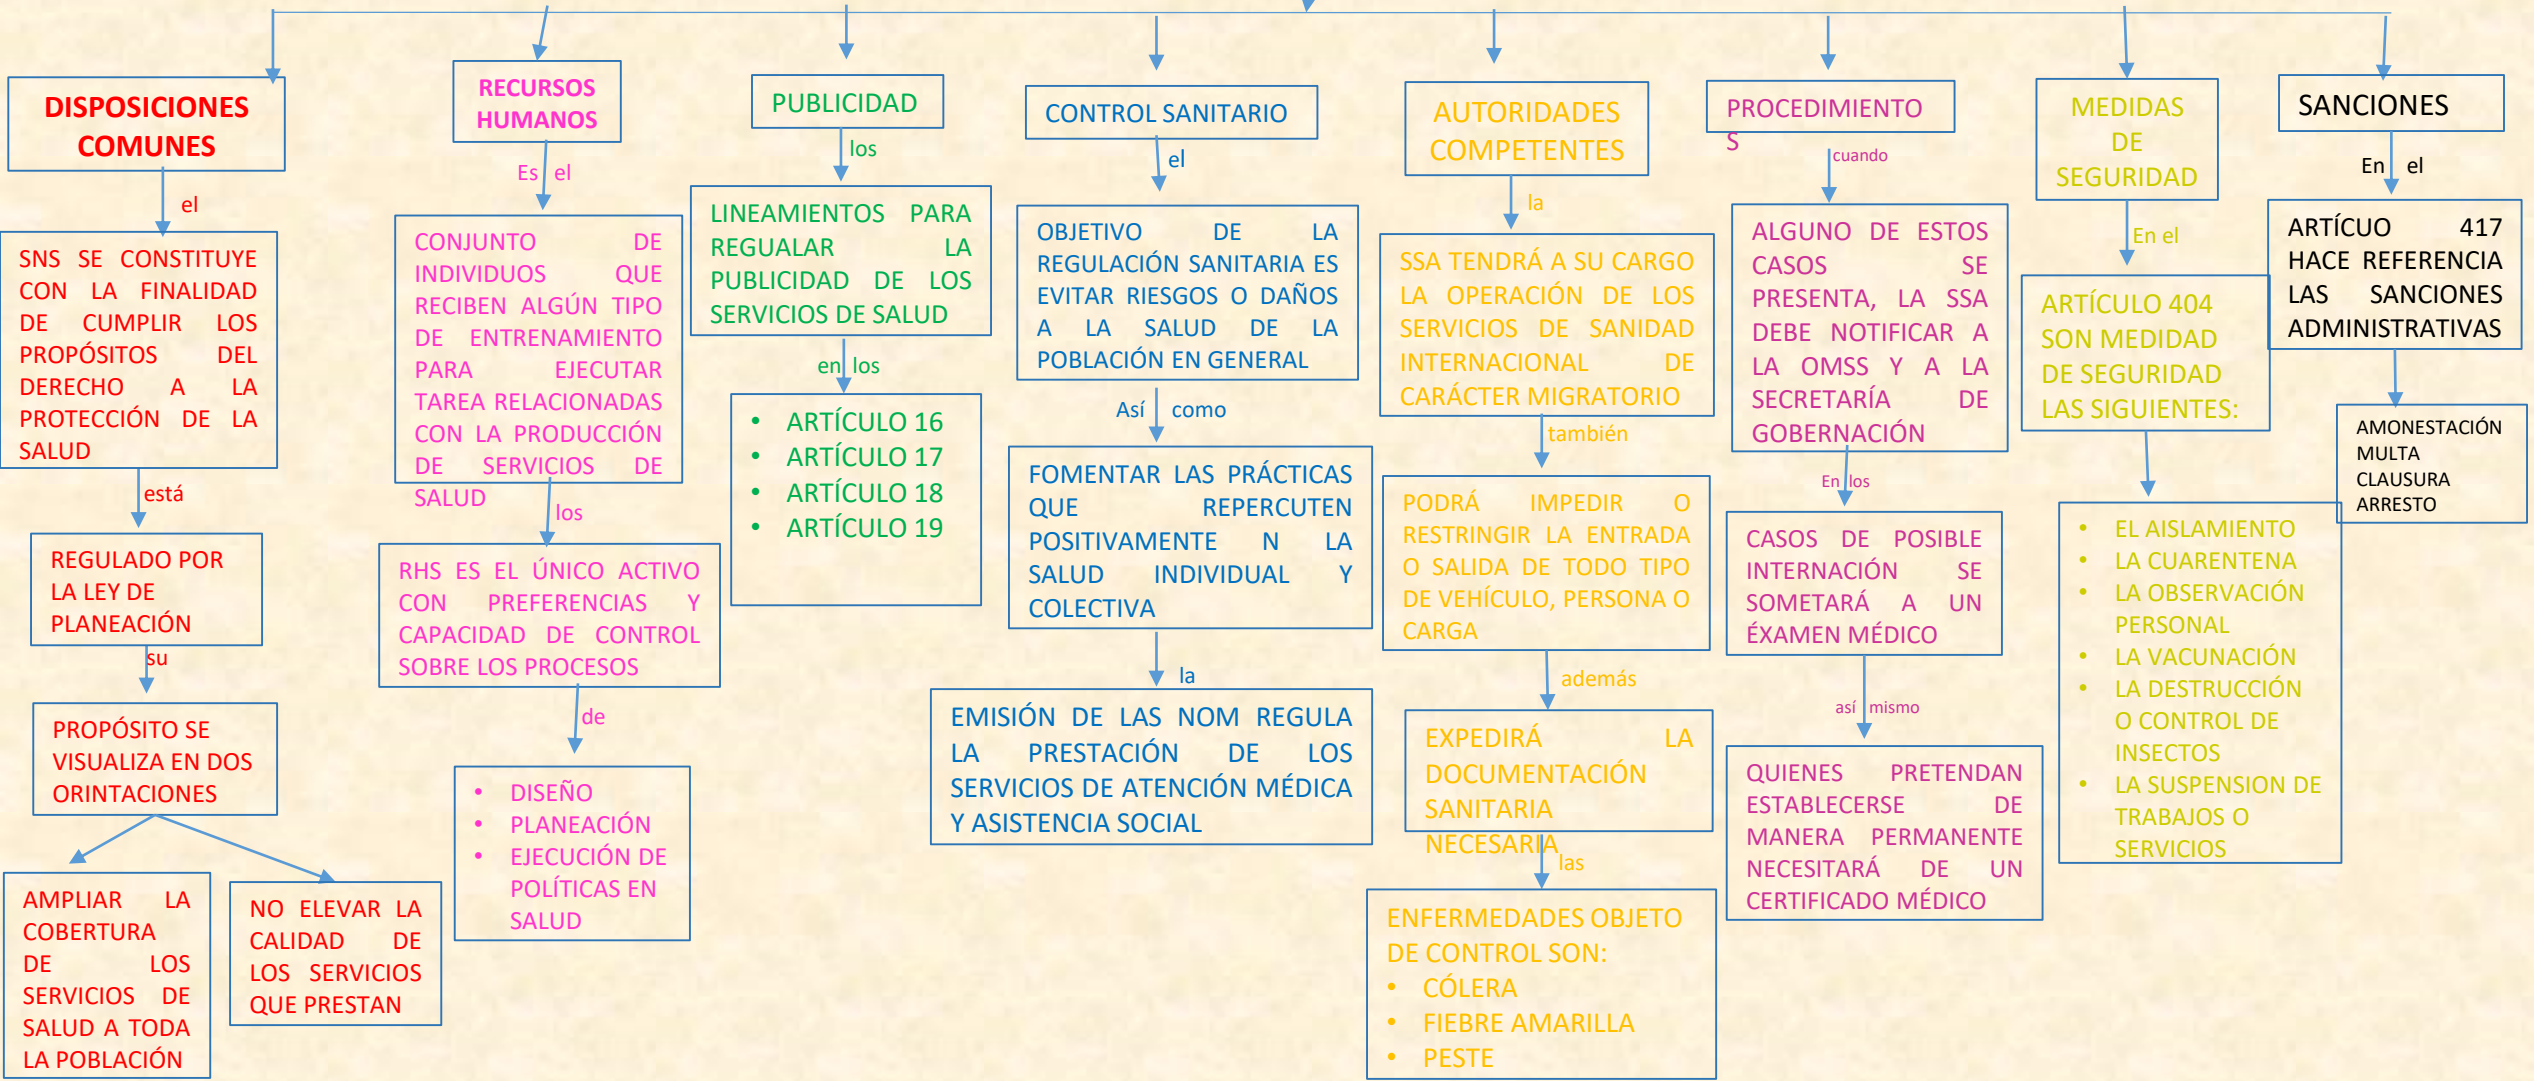 DISPOSICIONES
COMUNES
el
SNS SE CONSTITUYE
CON LA FINALIDAD
DE CUMPLIR LOS
PROPÓSITOS DEL
DERECHO A LA
PROTECCIÓN DE LA
SALUD
está
REGULADO POR
LA LEY DE
PLANEACIÓN
su
PROPÓSITO SE
VISUALIZA EN DOS
ORINTACIONES
AMPLIAR LA
COBERTURA
DE LOS
SERVICIOS DE
SALUD A TODA
LA POBLACIÓN
NO ELEVAR LA
CALIDAD DE
LOS SERVICIOS
QUE PRESTAN
RECURSOS
HUMANOS
Es el
CONJUNTO DE
INDIVIDUOS QUE
RECIBEN ALGÚN TIPO
DE ENTRENAMIENTO
PARA EJECUTAR
TAREA RELACIONADAS
CON LA PRODUCCIÓN
DE SERVICIOS DE
SALUD
los
RHS ES EL ÚNICO ACTIVO
CON PREFERENCIAS Y
CAPACIDAD DE CONTROL
SOBRE LOS PROCESOS
de
• DISEÑO
• PLANEACIÓN
• EJECUCIÓN DE
POLÍTICAS EN
SALUD
PUBLICIDAD
los
LINEAMIENTOS PARA
REGUALAR LA
PUBLICIDAD DE LOS
SERVICIOS DE SALUD
en los
• ARTÍCULO 16
• ARTÍCULO 17
• ARTÍCULO 18
• ARTÍCULO 19
CONTROL SANITARIO
el
OBJETIVO DE LA
REGULACIÓN SANITARIA ES
EVITAR RIESGOS O DAÑOS
A LA SALUD DE LA
POBLACIÓN EN GENERAL
Así como
FOMENTAR LAS PRÁCTICAS
QUE REPERCUTEN
POSITIVAMENTE N LA
SALUD INDIVIDUAL Y
COLECTIVA
la
EMISIÓN DE LAS NOM REGULA
LA PRESTACIÓN DE LOS
SERVICIOS DE ATENCIÓN MÉDICA
Y ASISTENCIA SOCIAL
AUTORIDADES
COMPETENTES
la
SSA TENDRÁ A SU CARGO
LA OPERACIÓN DE LOS
SERVICIOS DE SANIDAD
INTERNACIONAL DE
CARÁCTER MIGRATORIO
también
PODRÁ IMPEDIR O
RESTRINGIR LA ENTRADA
O SALIDA DE TODO TIPO
DE VEHÍCULO, PERSONA O
CARGA
además
EXPEDIRÁ LA
DOCUMENTACIÓN
SANITARIA
NECESARIA
las
ENFERMEDADES OBJETO
DE CONTROL SON:
• CÓLERA
• FIEBRE AMARILLA
• PESTE
PROCEDIMIENTO
S
cuando
ALGUNO DE ESTOS
CASOS SE
PRESENTA, LA SSA
DEBE NOTIFICAR A
LA OMSS Y A LA
SECRETARÍA DE
GOBERNACIÓN
En los
CASOS DE POSIBLE
INTERNACIÓN SE
SOMETARÁ A UN
ÉXAMEN MÉDICO
así mismo
QUIENES PRETENDAN
ESTABLECERSE DE
MANERA PERMANENTE
NECESITARÁ DE UN
CERTIFICADO MÉDICO
MEDIDAS
DE
SEGURIDAD
En el
ARTÍCULO 404
SON MEDIDAD
DE SEGURIDAD
LAS SIGUIENTES:
• EL AISLAMIENTO
• LA CUARENTENA
• LA OBSERVACIÓN
PERSONAL
• LA VACUNACIÓN
• LA DESTRUCCIÓN
O CONTROL DE
INSECTOS
• LA SUSPENSION DE
TRABAJOS O
SERVICIOS
SANCIONES
En el
ARTÍCUO 417
HACE REFERENCIA
LAS SANCIONES
ADMINISTRATIVAS
AMONESTACIÓN
MULTA
CLAUSURA
ARRESTO